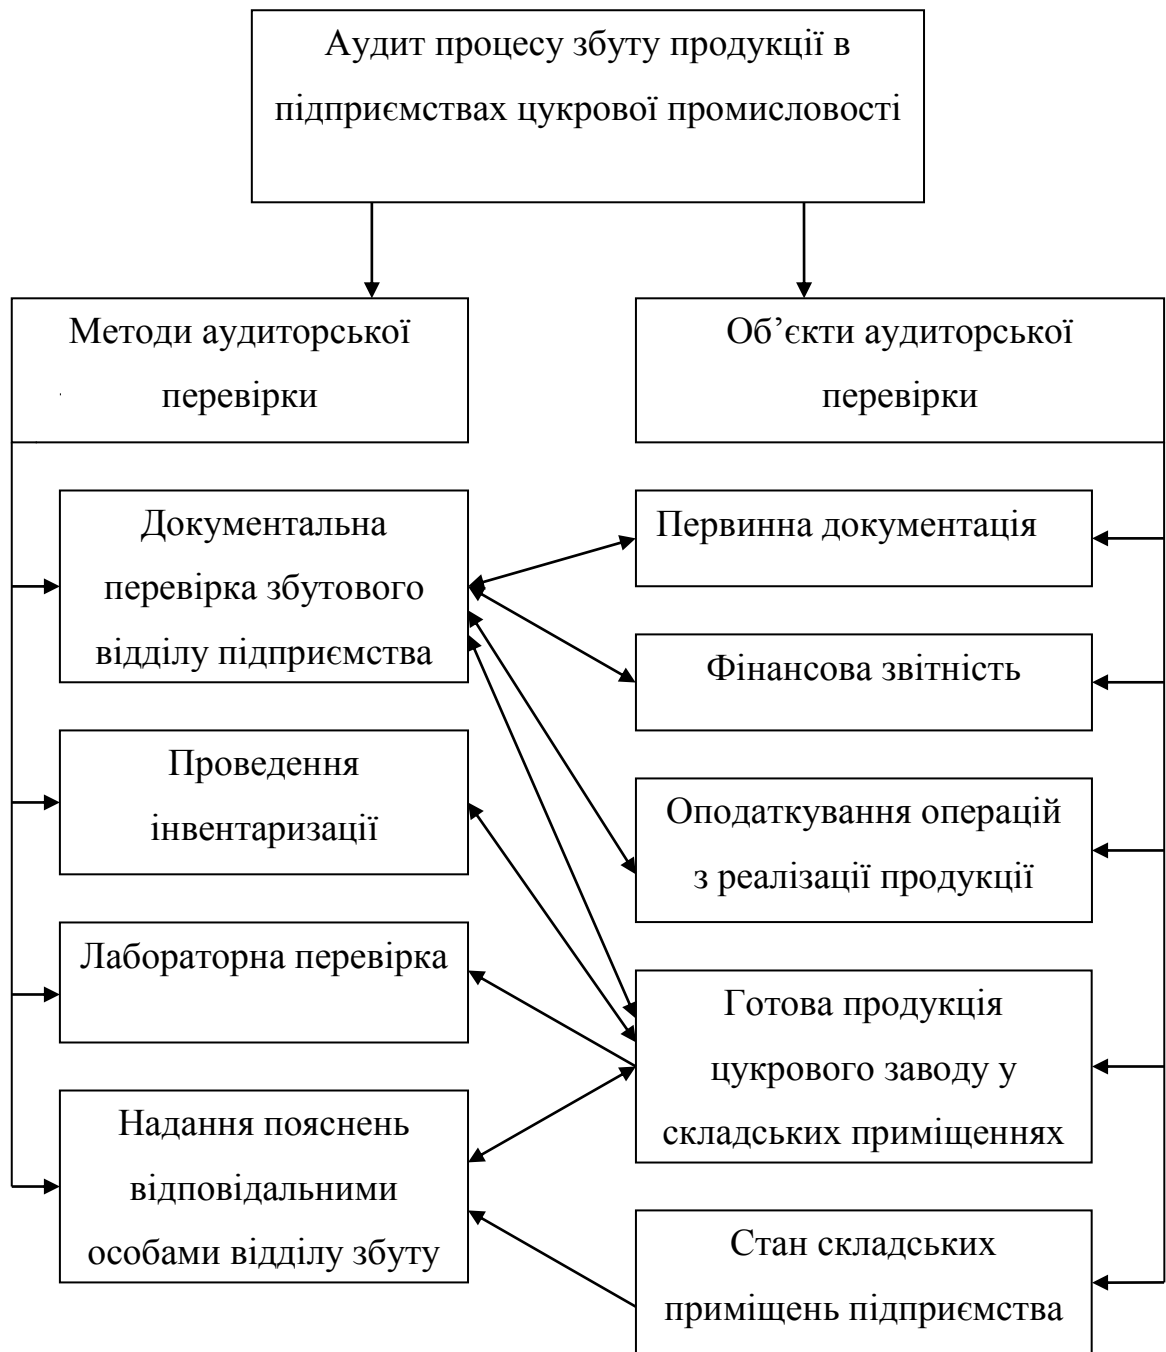 Аудит процесу збуту продукції в
підприємствах цукрової промисловості
Методи аудиторської
перевірки
Об’єкти аудиторської
перевірки
Документальна
перевірка збутового
відділу підприємства
Проведення
інвентаризації
Лабораторна перевірка
Надання пояснень
відповідальними
особами відділу збуту
Первинна документація
Фінансова звітність
Оподаткування операцій
з реалізації продукції
Готова продукція
цукрового заводу у
складських приміщеннях
Стан складських
приміщень підприємства